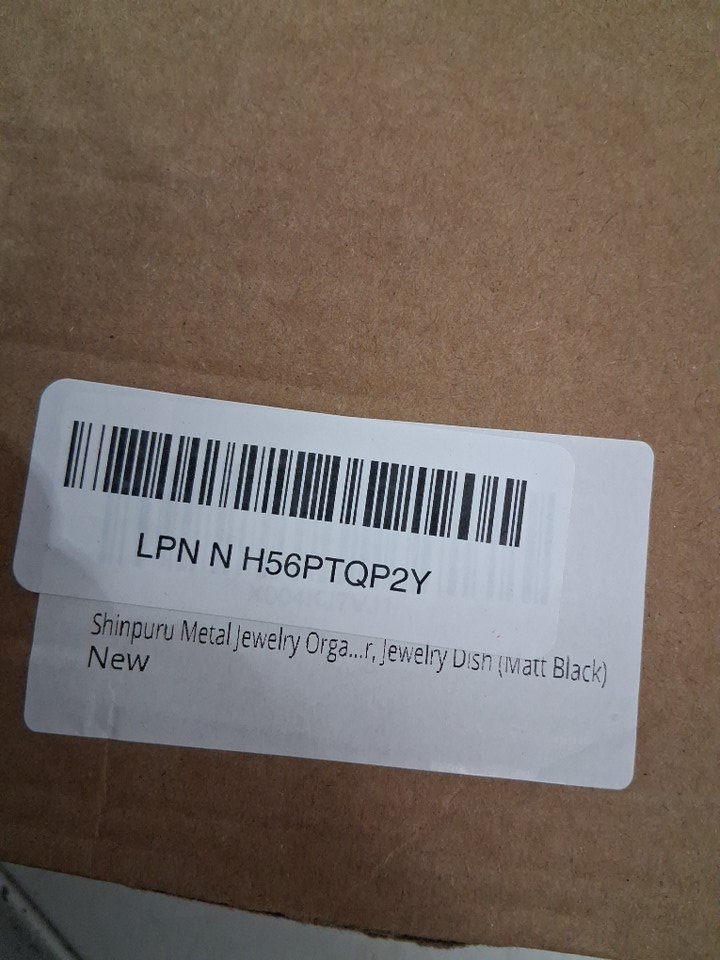 LPN N H56PTQP2Y
Shinpuru Metal Jewelry Orga...r, Jewelry Dish (Matt Black)
New